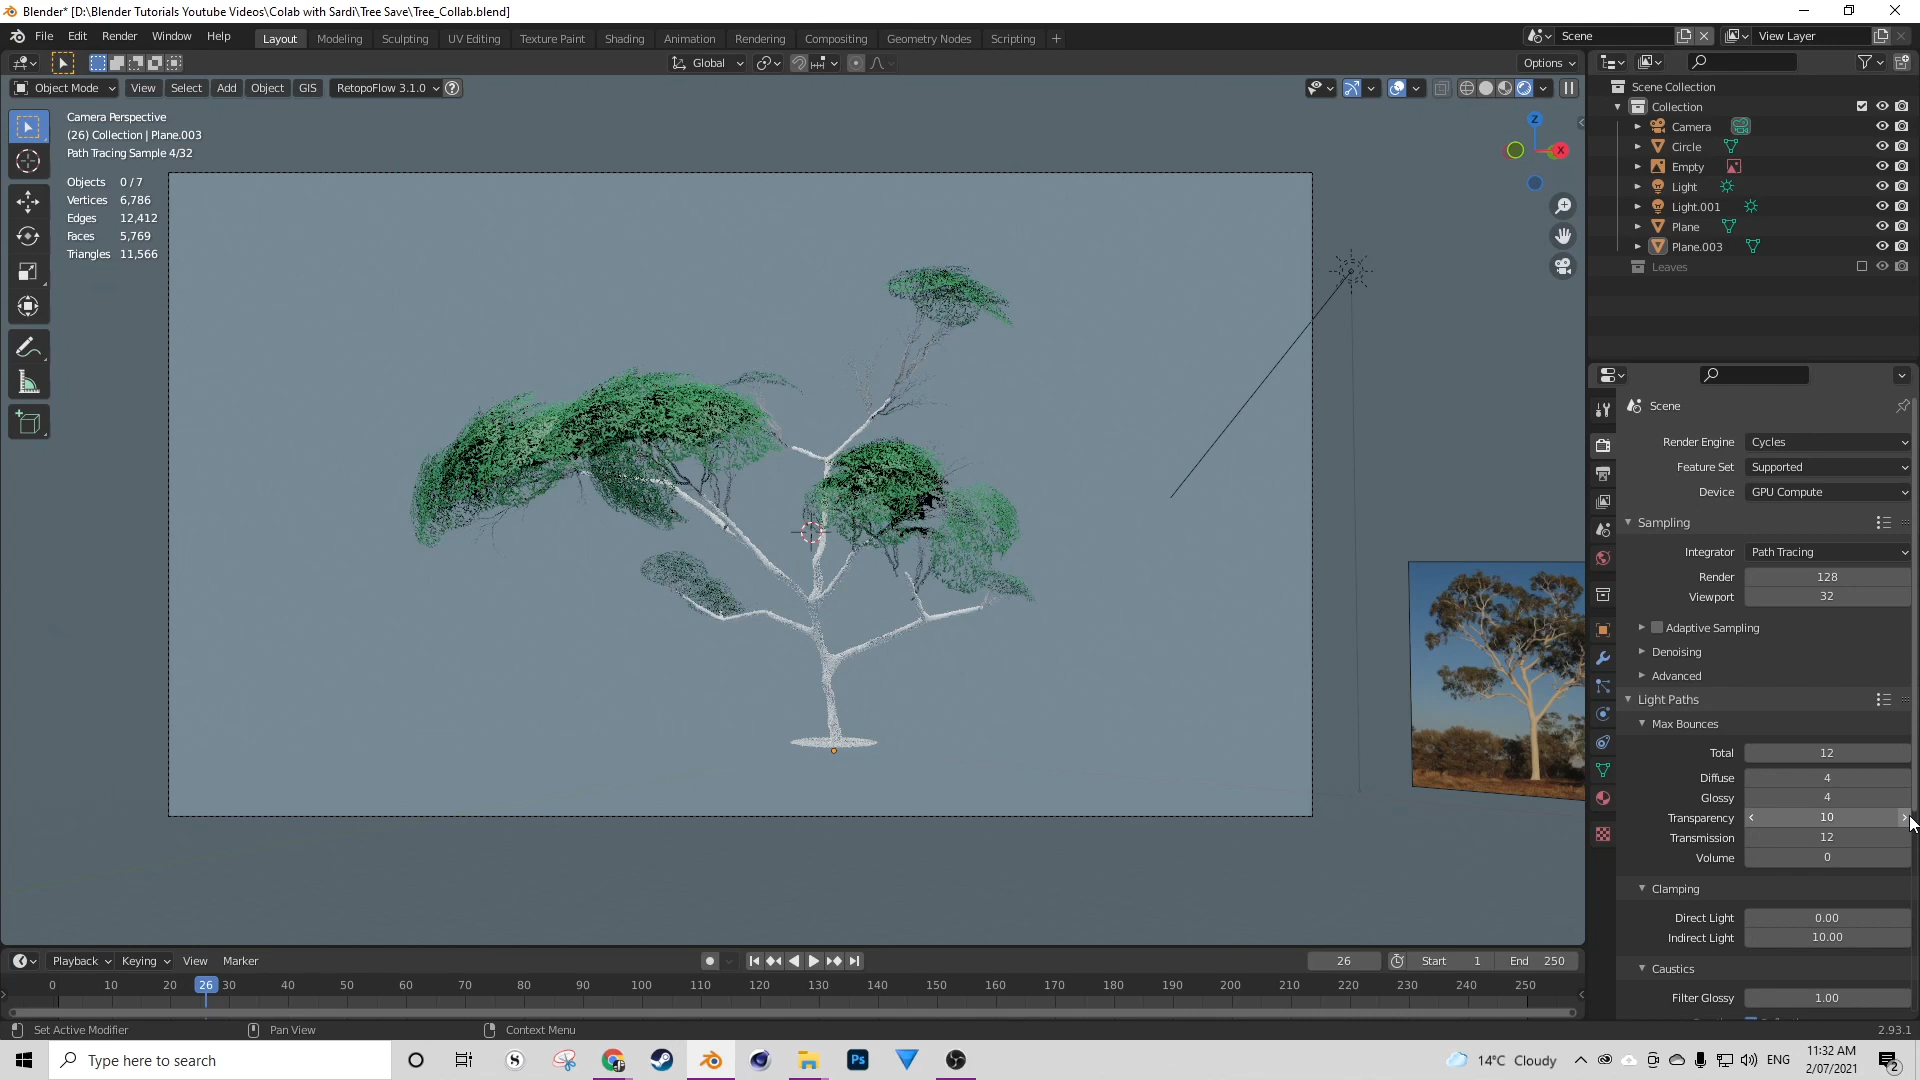 Blender* [D:\Blender Tutorials Youtube Videos\Colab with Sardi\Tree Save\Tree_Collab.blend]
File Edit Render Window Help Layout Modeling Sculpting UV Editing Texture Paint Shading Animation Rendering Compositing Geometry Nodes Scripting + Scene View Layer
Global Options
Object Mode View Select Add Object GIS RetopoFlow 3.1.0 ?
Scene Collection
Collection
Camera
Circle
Empty
Light
Light.001
Plane
Plane.003
Leaves
Camera Perspective
(26) Collection | Plane.003
Path Tracing Sample 4/32
Objects 0/7
Vertices 6,786
Edges 12,412
Faces 5,769
Triangles 11,566
Z
X
Scene
Render Engine Cycles
Feature Set Supported
Device GPU Compute
Sampling
Integrator Path Tracing
Render 128
Viewport 32
Adaptive Sampling
Denoising
Advanced
Light Paths
Max Bounces
Total 12
Diffuse 4
Glossy 4
Transparency 10
Transmission 12
Volume 0
Clamping
Direct Light 0.00
Indirect Light 10.00
Caustics
Filter Glossy 1.00
Playback Keying View Marker 26 Start 1 End 250
0 10 20 26 30 40 50 60 70 80 90 100 110 120 130 140 150 160 170 180 190 200 210 220 230 240 250
Set Active Modifier Pan View Context Menu 2.93.1
Type here to search
Ps
14°C Cloudy
ENG
11:32 AM
2/07/2021
2